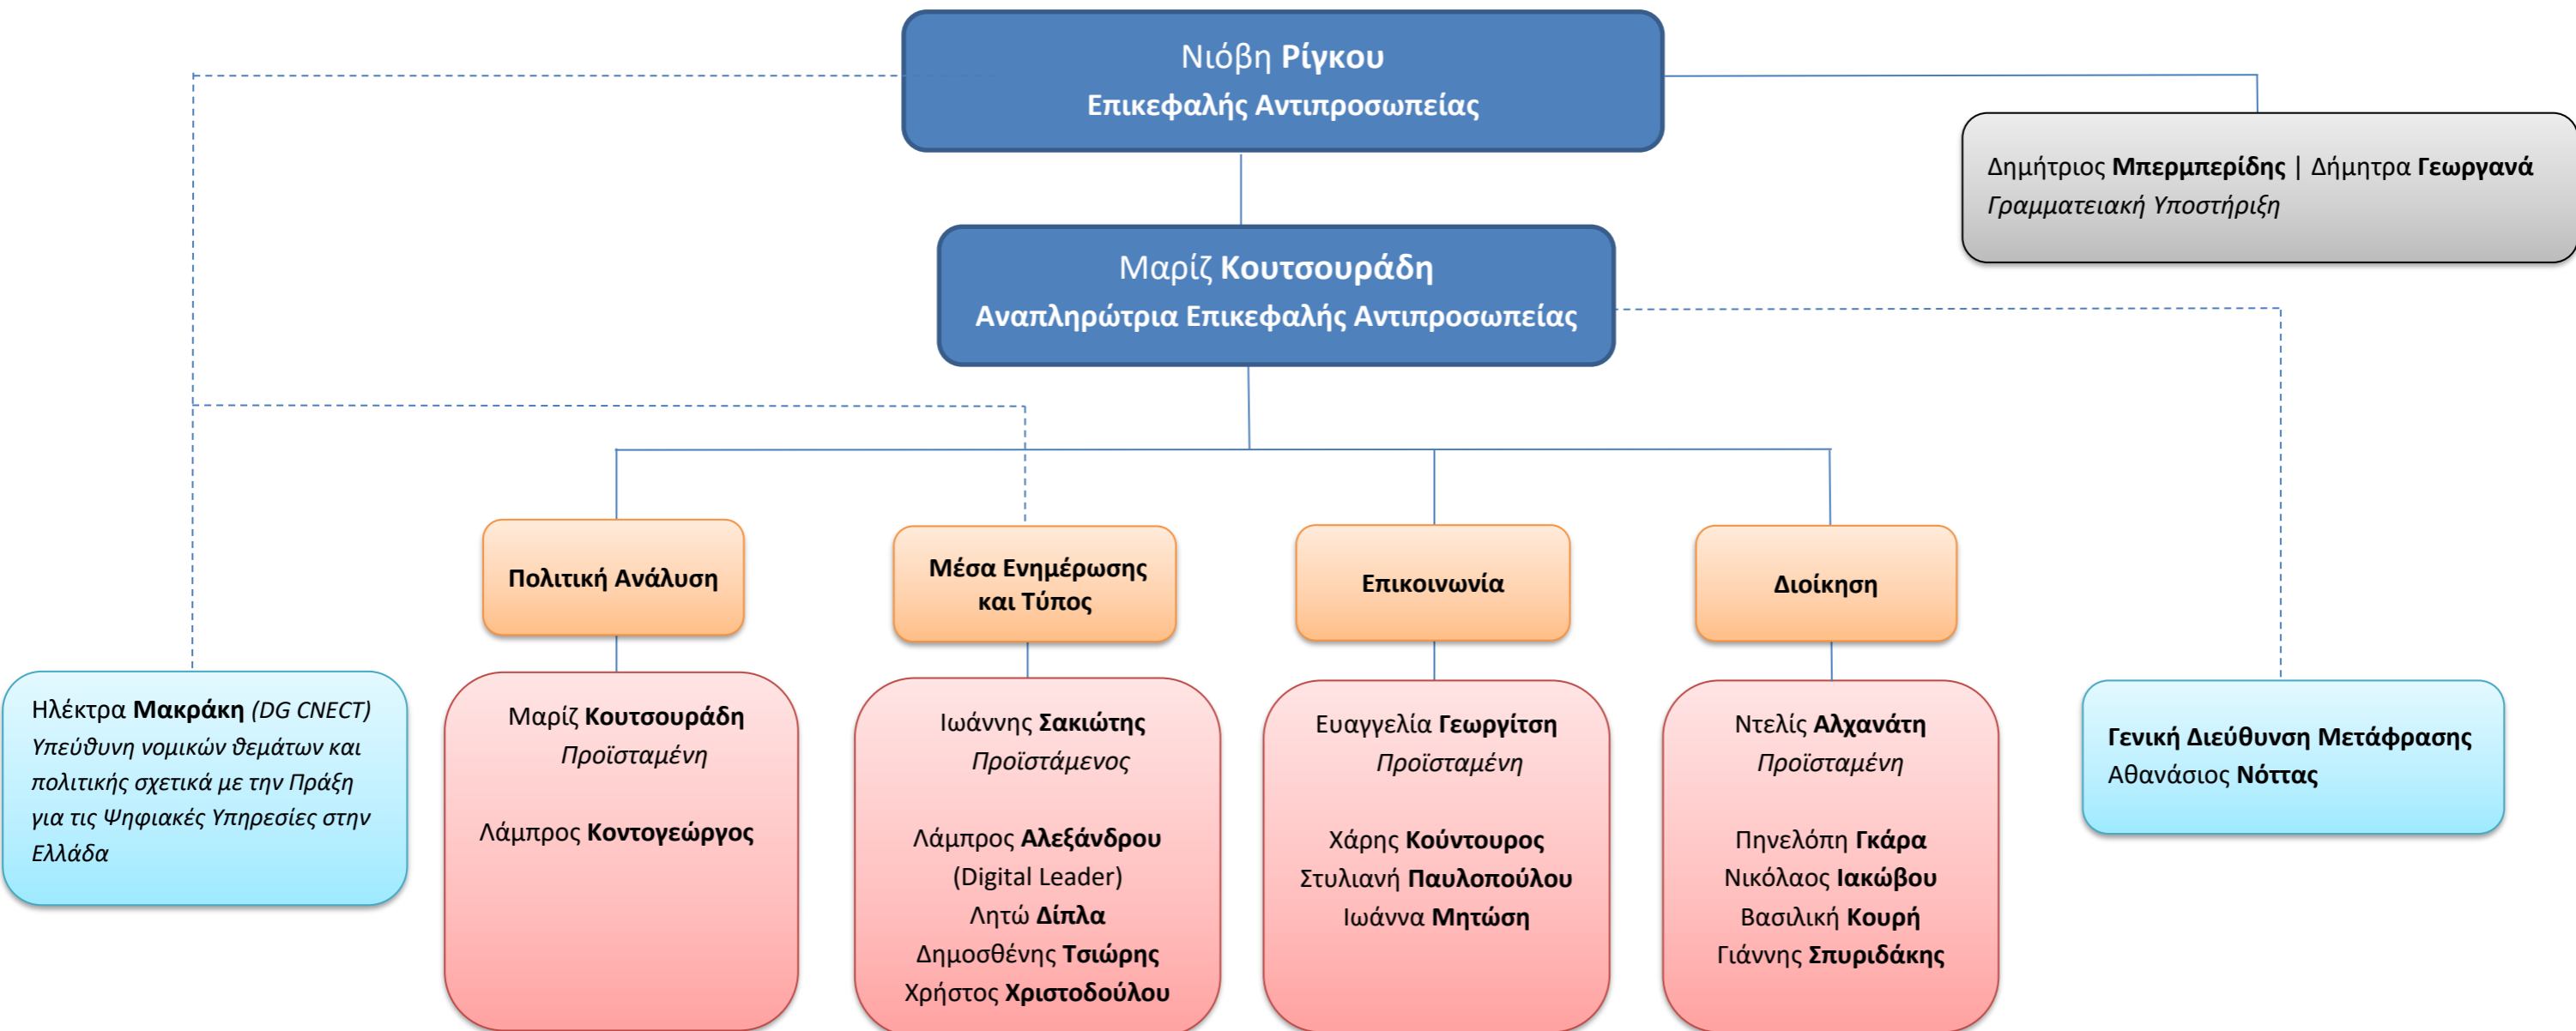 Νιόβη Ρίγκου
Επικεφαλής Αντιπροσωπείας
Δημήτριος Μπερμπερίδης | Δήμητρα Γεωργανά
Γραμματειακή Υποστήριξη
Μαρίζ Κουτσουράδη
Αναπληρώτρια Επικεφαλής Αντιπροσωπείας
Πολιτική Ανάλυση
Μέσα Ενημέρωσης
και Τύπος
Επικοινωνία
Διοίκηση
Ηλέκτρα Μακράκη (DG CNECT)
Υπεύθυνη νομικών θεμάτων και
πολιτικής σχετικά με την Πράξη
για τις Ψηφιακές Υπηρεσίες στην
Ελλάδα
Μαρίζ Κουτσουράδη
Προϊσταμένη
Λάμπρος Κοντογεώργος
Ιωάννης Σακιώτης
Προϊστάμενος
Λάμπρος Αλεξάνδρου
(Digital Leader)
Λητώ Δίπλα
Δημοσθένης Τσιώρης
Χρήστος Χριστοδούλου
Ευαγγελία Γεωργίτση
Προϊσταμένη
Χάρης Κούντουρος
Στυλιανή Παυλοπούλου
Ιωάννα Μητώση
Ντελίς Αλχανάτη
Προϊσταμένη
Πηνελόπη Γκάρα
Νικόλαος Ιακώβου
Βασιλική Κουρή
Γιάννης Σπυριδάκης
Γενική Διεύθυνση Μετάφρασης
Αθανάσιος Νόττας